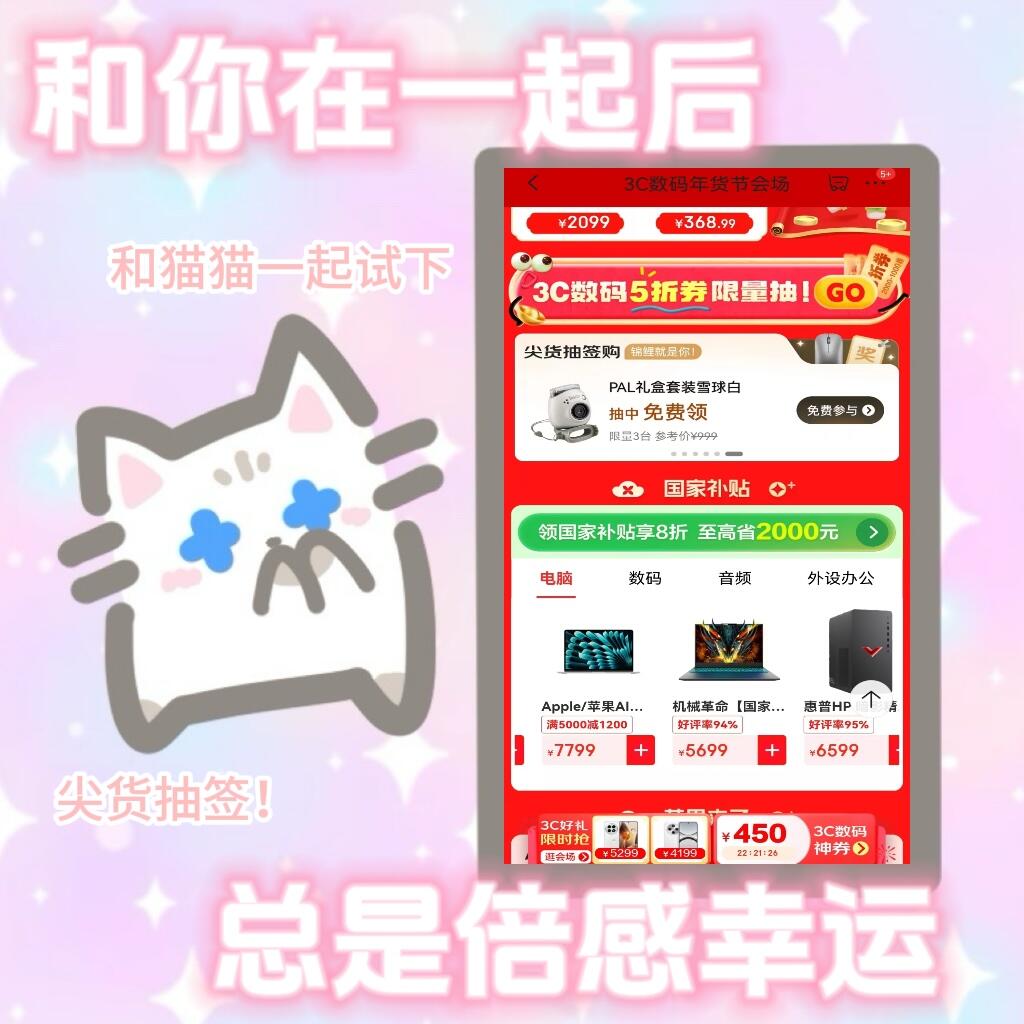 和你在一起后
和猫猫一起试下
尖货抽签！
3C数码年货节会场
5+
¥2099
¥368.99
3C数码5折券限量抽！
GO
折券
尖货抽签购
锦鲤就是你！
奖
PAL礼盒套装雪球白
抽中 免费领
免费参与
限量3台 参考价¥999
国家补贴
领国家补贴享8折 至高省2000元
电脑 数码 音频 外设办公
Apple/苹果AI... 机械革命【国家... 惠普HP
满5000减1200 好评率94% 好评率95%
¥7799 ¥5699 ¥6599
3C好礼
限时抢
逛会场
¥5299
¥4199
¥450
22:21:26
3C数码
神券
总是倍感幸运